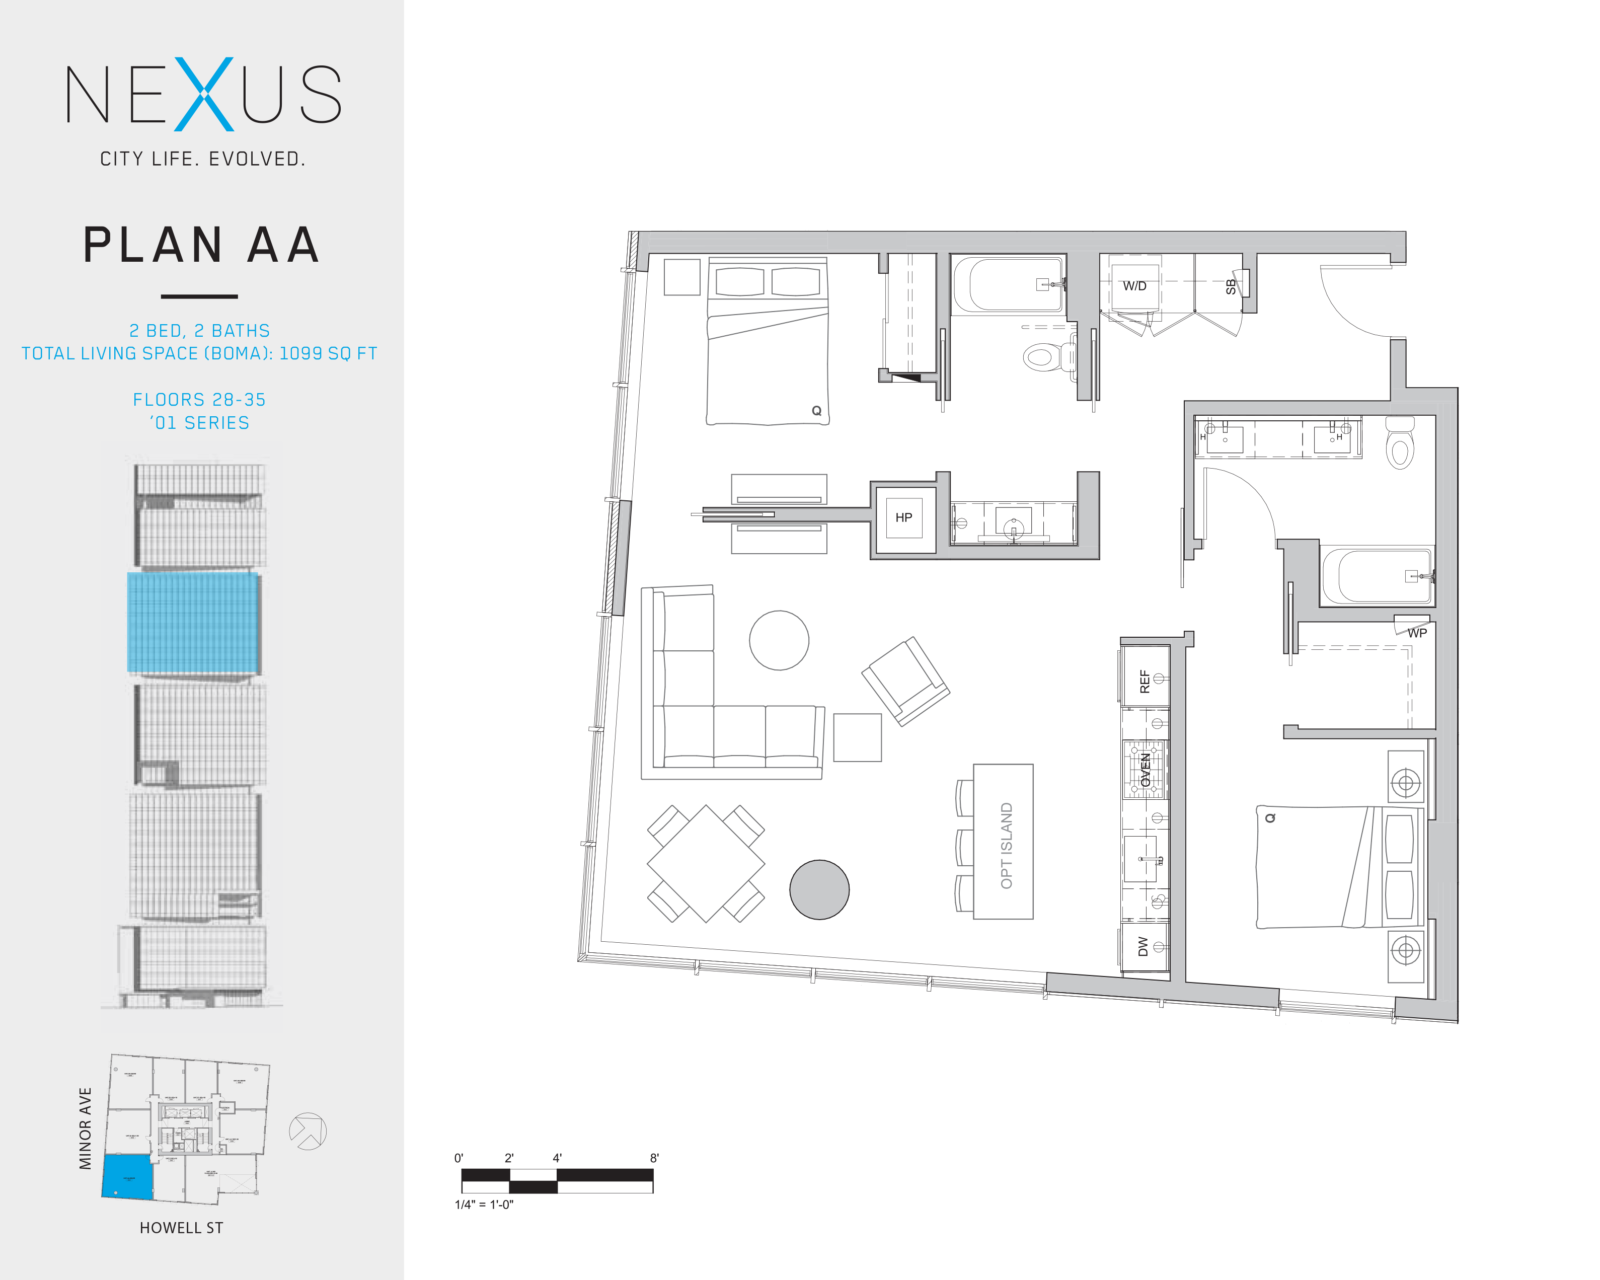 NEXUS
CITY LIFE. EVOLVED.
PLAN AA
2 BED, 2 BATHS
TOTAL LIVING SPACE (BOMA): 1099 SQ FT
FLOORS 28-35
'01 SERIES
MINOR AVE
HOWELL ST
W/D
SB
Q
HP
H
H
WP
REF
OVEN
OPT ISLAND
Q
DW
0' 2' 4' 8'
1/4" = 1'-0"